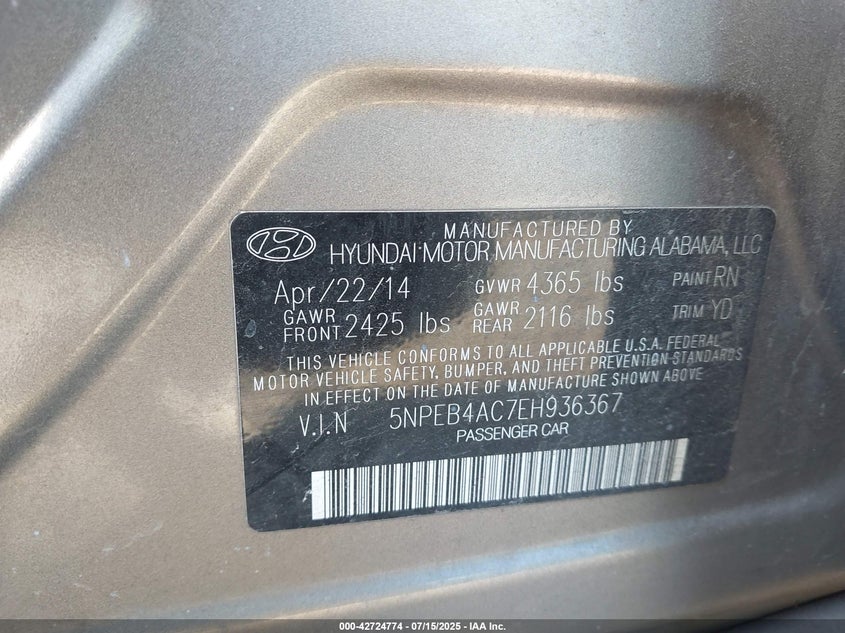 MANUFACTURED BY
HYUNDAI MOTOR MANUFACTURING ALABAMA, LLC
Apr/22/14 GVWR 4365 lbs PAINT RN
GAWR FRONT 2425 lbs GAWR REAR 2116 lbs TRIM YD
THIS VEHICLE CONFORMS TO ALL APPLICABLE U.S.A. FEDERAL
MOTOR VEHICLE SAFETY, BUMPER, AND THEFT PREVENTION STANDARDS
IN EFFECT ON THE DATE OF MANUFACTURE SHOWN ABOVE
V.I.N 5NPEB4AC7EH936367
PASSENGER CAR
000-42724774 - 07/15/2025 - IAA Inc.